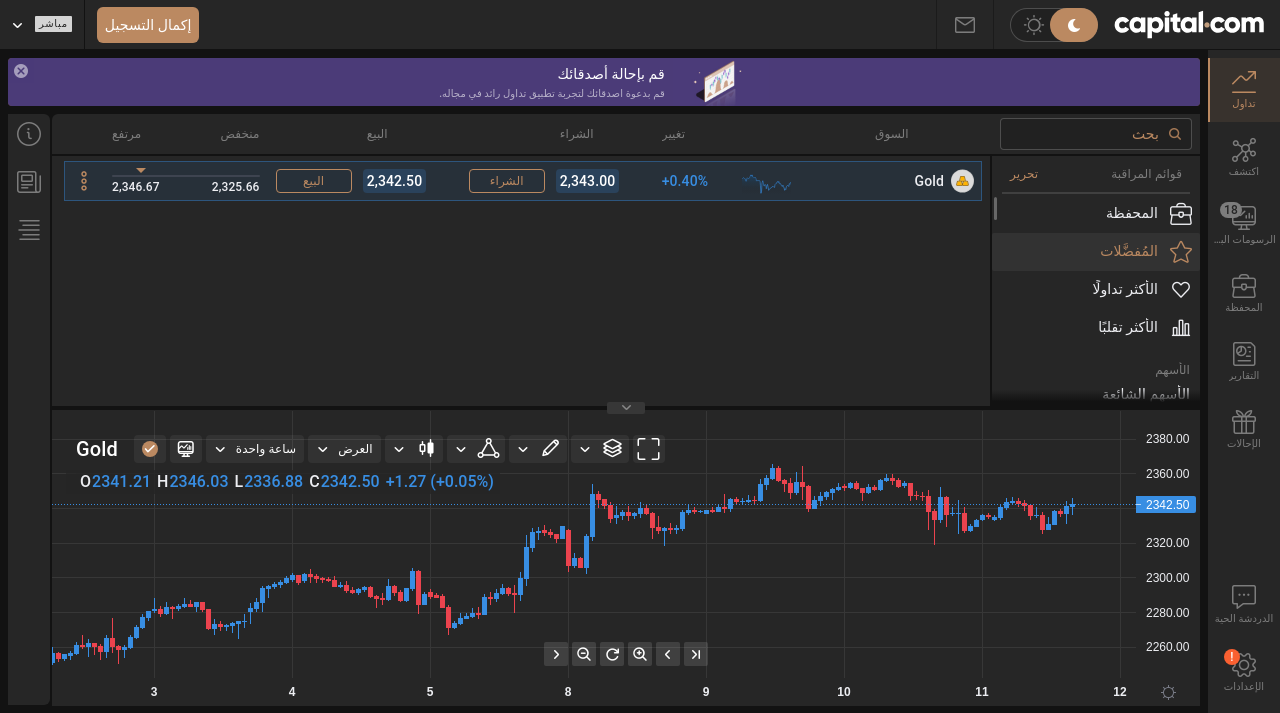 capital.com
إكمال التسجيل
مباشر
قم بإحالة أصدقائك
قم بدعوة اصدقائك لتجربة تطبيق تداول رائد في مجاله.
تداول
اكتشف
18
الرسومات الب...
المحفظة
التقارير
الإحالات
الدردشة الحية
!
الإعدادات
بحث
السوق
تغيير
الشراء
البيع
منخفض
مرتفع
قوائم المراقبة
تحرير
المحفظة
المُفضَّلات
الأكثر تداولًا
الأكثر تقلبًا
الأسهم
الأسهم الشائعة
Gold
+0.40%
2,343.00
الشراء
2,342.50
البيع
2,325.66
2,346.67
Gold
ساعة واحدة
العرض
O2341.21 H2346.03 L2336.88 C2342.50 +1.27 (+0.05%)
2380.00
2360.00
2342.50
2320.00
2300.00
2280.00
2260.00
3 4 5 8 9 10 11 12